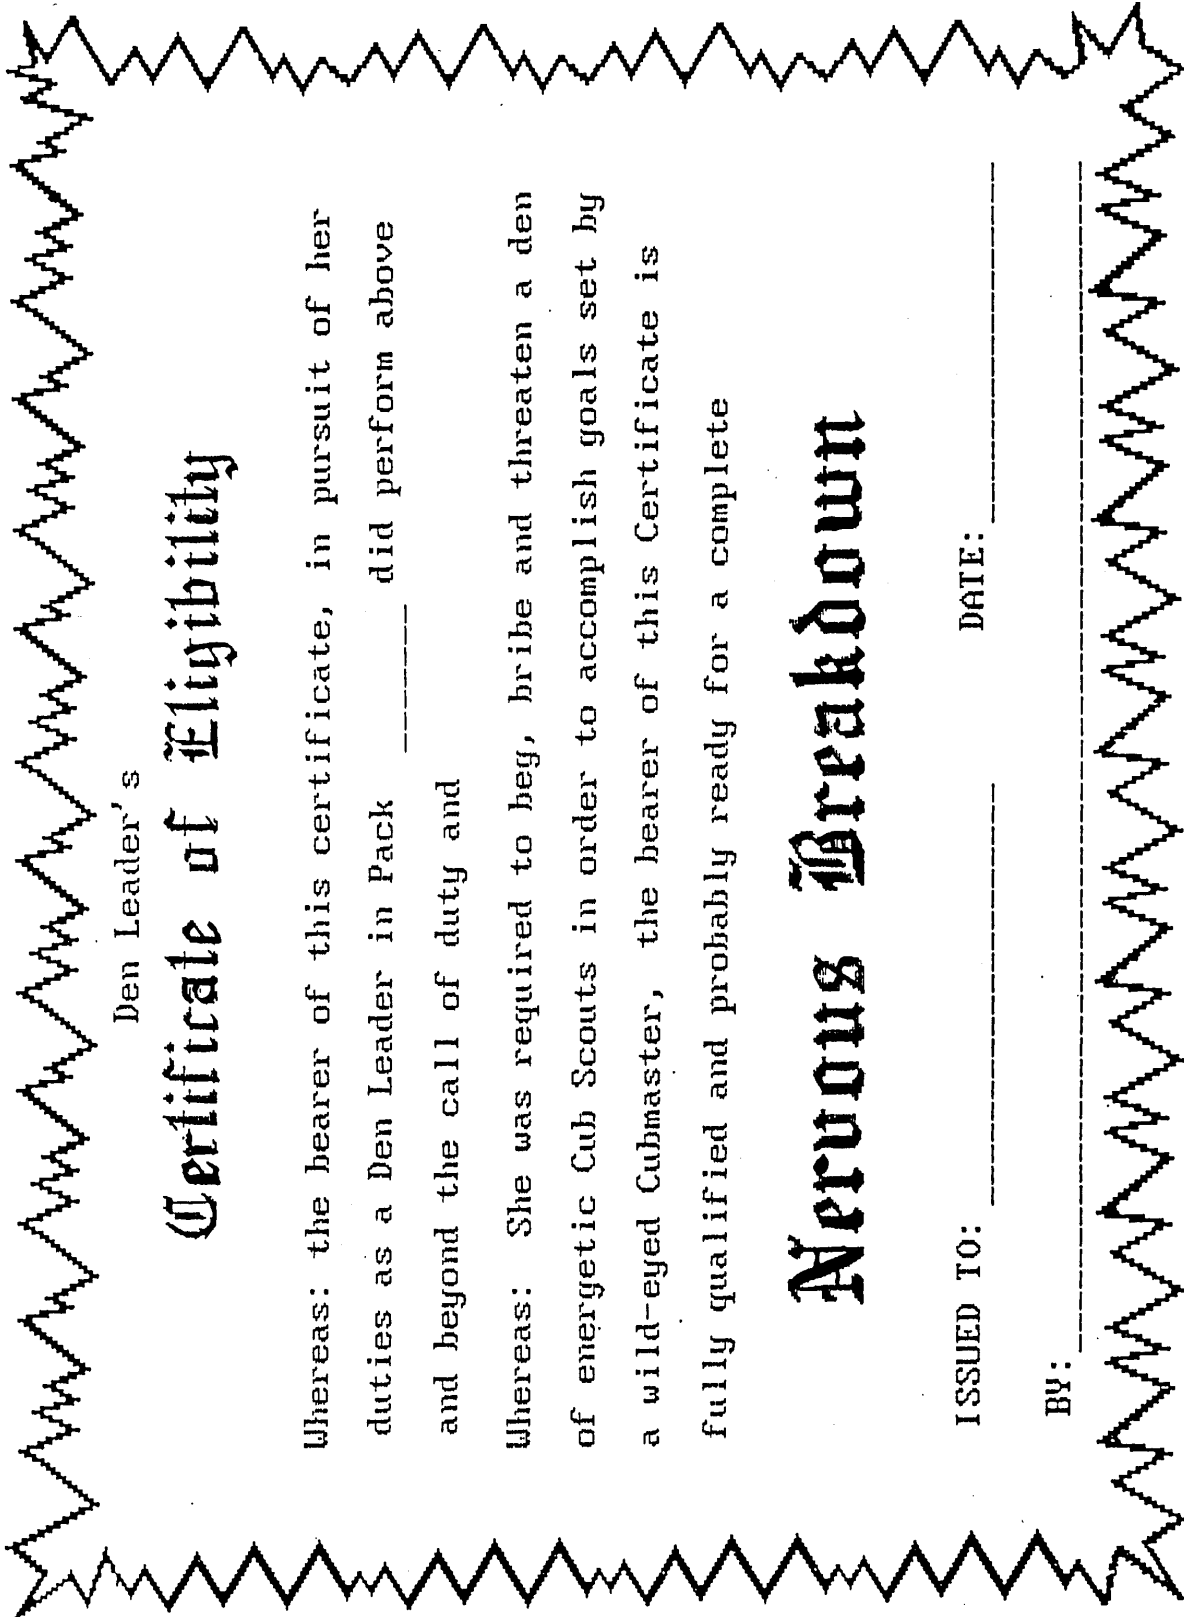 Den Leader's
Certificate of Eligibility
Whereas: the bearer of this certificate, in pursuit of her
duties as a Den Leader in Pack ______ did perform above
and beyond the call of duty and
Whereas: She was required to beg, bribe and threaten a den
of energetic Cub Scouts in order to accomplish goals set by
a wild-eyed Cubmaster, the bearer of this Certificate is
fully qualified and probably ready for a complete
Nervous Breakdown
ISSUED TO: ____________________ DATE: ____________________
BY: ____________________